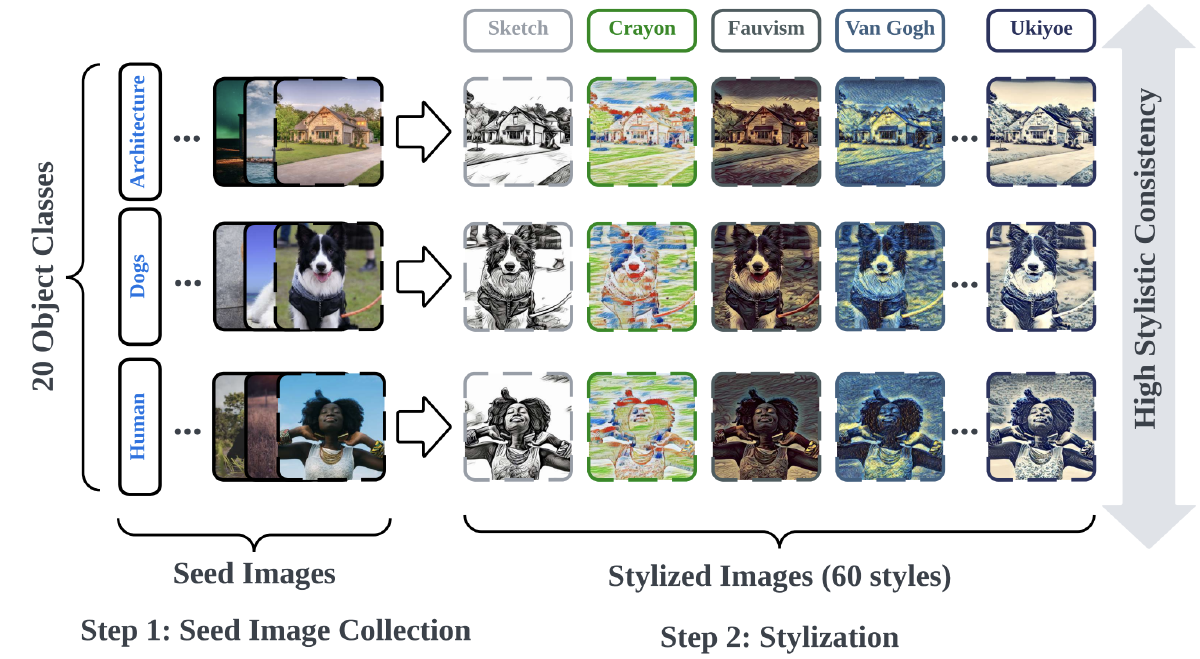 Sketch
Crayon
Fauvism
Van Gogh
Ukiyoe
20 Object Classes
Architecture
Dogs
Human
High Stylistic Consistency
Seed Images
Stylized Images (60 styles)
Step 1: Seed Image Collection
Step 2: Stylization